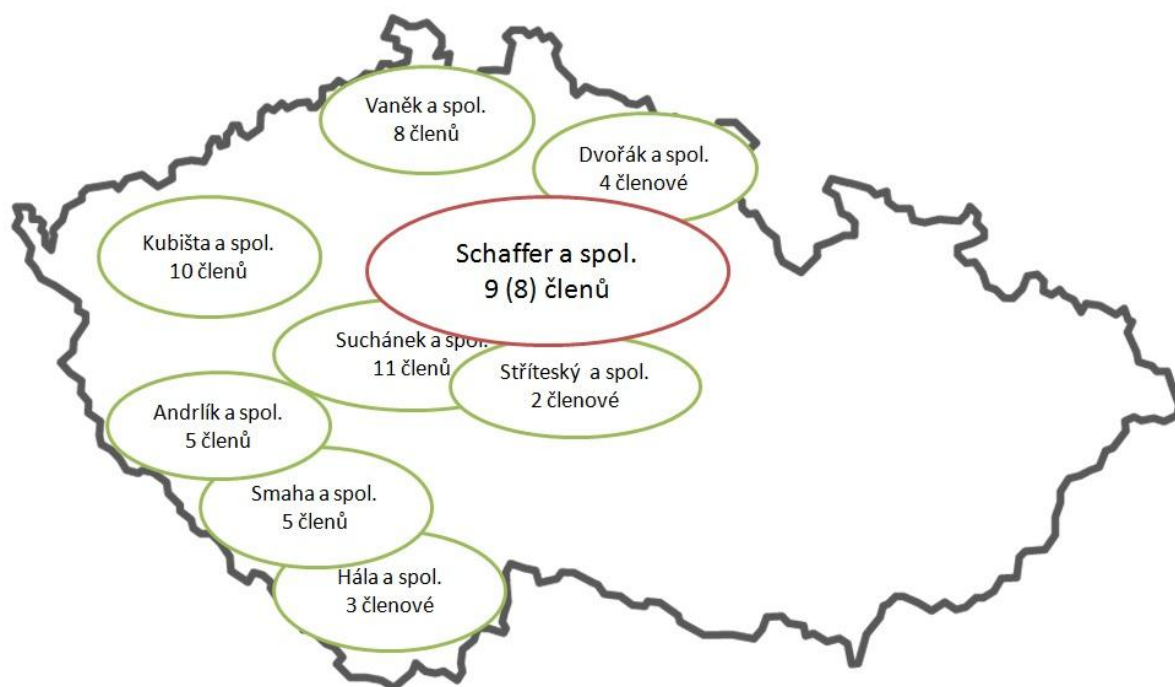 Vaněk a spol.
8 členů
Dvořák a spol.
4 členové
Kubišta a spol.
10 členů
Schaffer a spol.
9 (8) členů
Suchánek a spol.
11 členů
Stříteský a spol.
2 členové
Andrlík a spol.
5 členů
Smaha a spol.
5 členů
Hála a spol.
3 členové